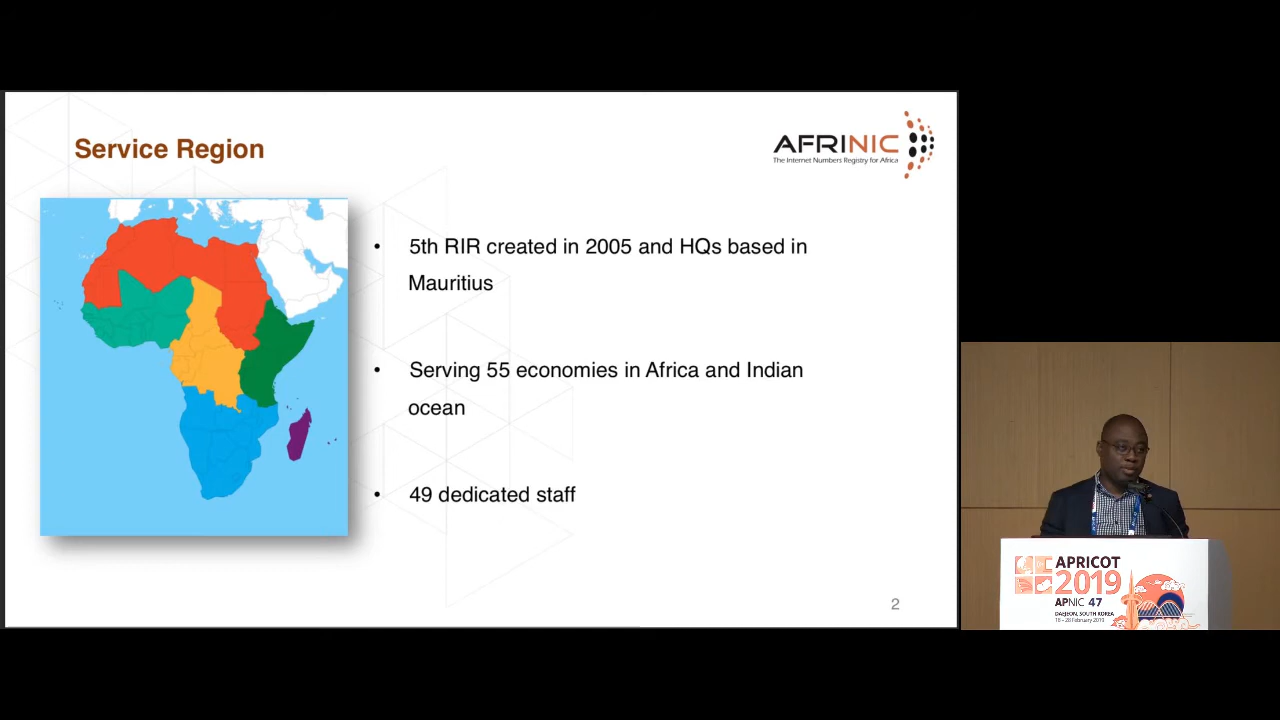 Service Region
AFRINIC
The Internet Numbers Registry for Africa
• 5th RIR created in 2005 and HQs based in
Mauritius
• Serving 55 economies in Africa and Indian
ocean
• 49 dedicated staff
2
APRICOT
2019
APNIC 47
DAEJEON, SOUTH KOREA
18 - 28 February 2019